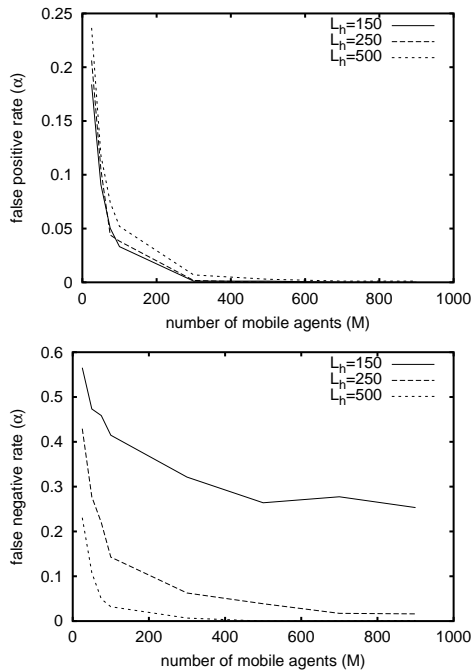 0.25
0.2
0.15
0.1
0.05
0
false positive rate (α)
L_h=150
L_h=250
L_h=500
0 200 400 600 800 1000
number of mobile agents (M)
0.6
0.5
0.4
0.3
0.2
0.1
0
false negative rate (α)
L_h=150
L_h=250
L_h=500
0 200 400 600 800 1000
number of mobile agents (M)